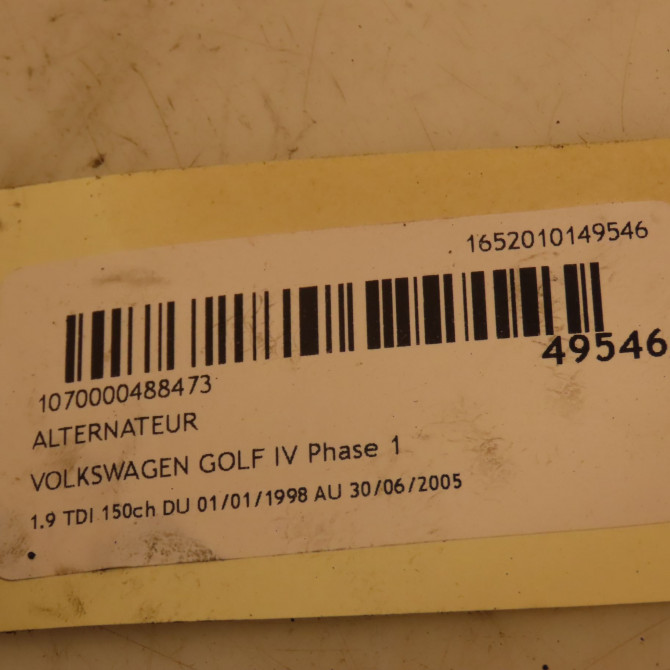 1652010149546
49546
1070000488473
ALTERNATEUR
VOLKSWAGEN GOLF IV Phase 1
1.9 TDI 150ch DU 01/01/1998 AU 30/06/2005